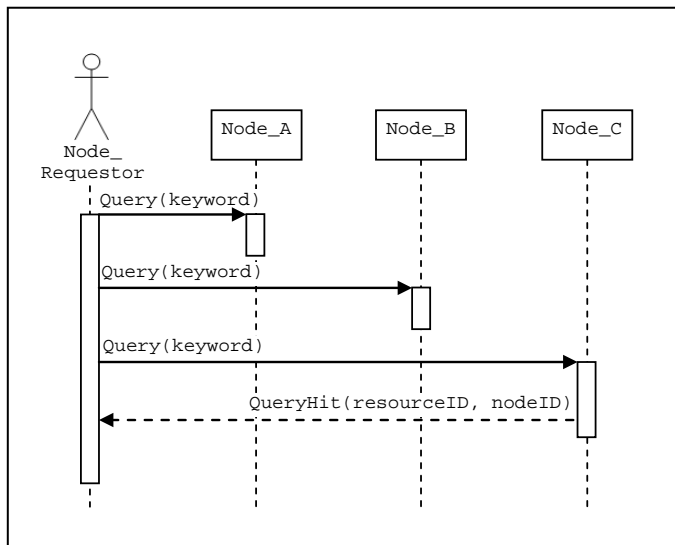 Node_A
Node_B
Node_C
Node_
Requestor
Query(keyword)
Query(keyword)
Query(keyword)
QueryHit(resourceID, nodeID)